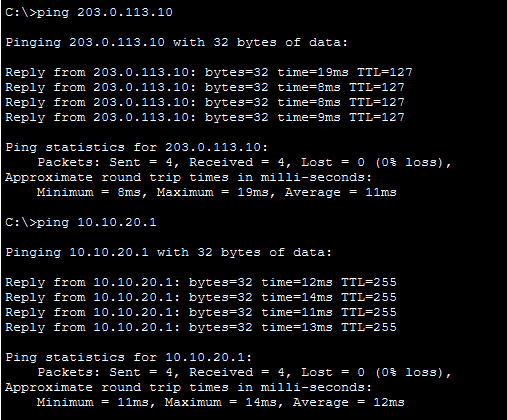 C:\>ping 203.0.113.10
Pinging 203.0.113.10 with 32 bytes of data:
Reply from 203.0.113.10: bytes=32 time=19ms TTL=127
Reply from 203.0.113.10: bytes=32 time=8ms TTL=127
Reply from 203.0.113.10: bytes=32 time=8ms TTL=127
Reply from 203.0.113.10: bytes=32 time=9ms TTL=127
Ping statistics for 203.0.113.10:
    Packets: Sent = 4, Received = 4, Lost = 0 (0% loss),
Approximate round trip times in milli-seconds:
    Minimum = 8ms, Maximum = 19ms, Average = 11ms
C:\>ping 10.10.20.1
Pinging 10.10.20.1 with 32 bytes of data:
Reply from 10.10.20.1: bytes=32 time=12ms TTL=255
Reply from 10.10.20.1: bytes=32 time=14ms TTL=255
Reply from 10.10.20.1: bytes=32 time=11ms TTL=255
Reply from 10.10.20.1: bytes=32 time=13ms TTL=255
Ping statistics for 10.10.20.1:
    Packets: Sent = 4, Received = 4, Lost = 0 (0% loss),
Approximate round trip times in milli-seconds:
    Minimum = 11ms, Maximum = 14ms, Average = 12ms